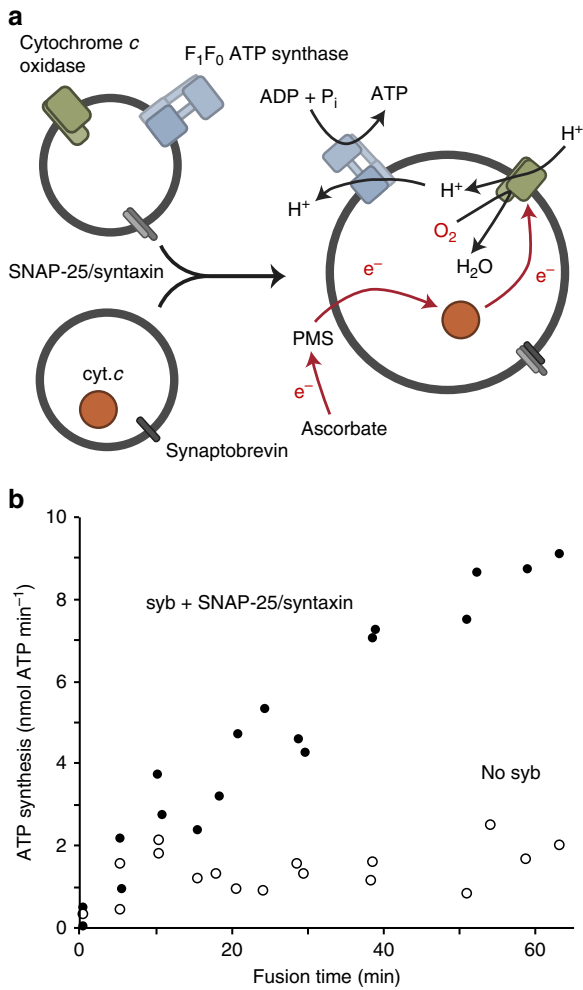 a
Cytochrome c
oxidase
F₁F₀ ATP synthase
ADP + Pᵢ
ATP
H⁺
H⁺
H⁺
O₂
H₂O
SNAP-25/syntaxin
e⁻
e⁻
PMS
cyt.c
e⁻
Ascorbate
Synaptobrevin
b
10
syb + SNAP-25/syntaxin
8
6
4
No syb
2
0
ATP synthesis (nmol ATP min⁻¹)
0
20
40
60
Fusion time (min)